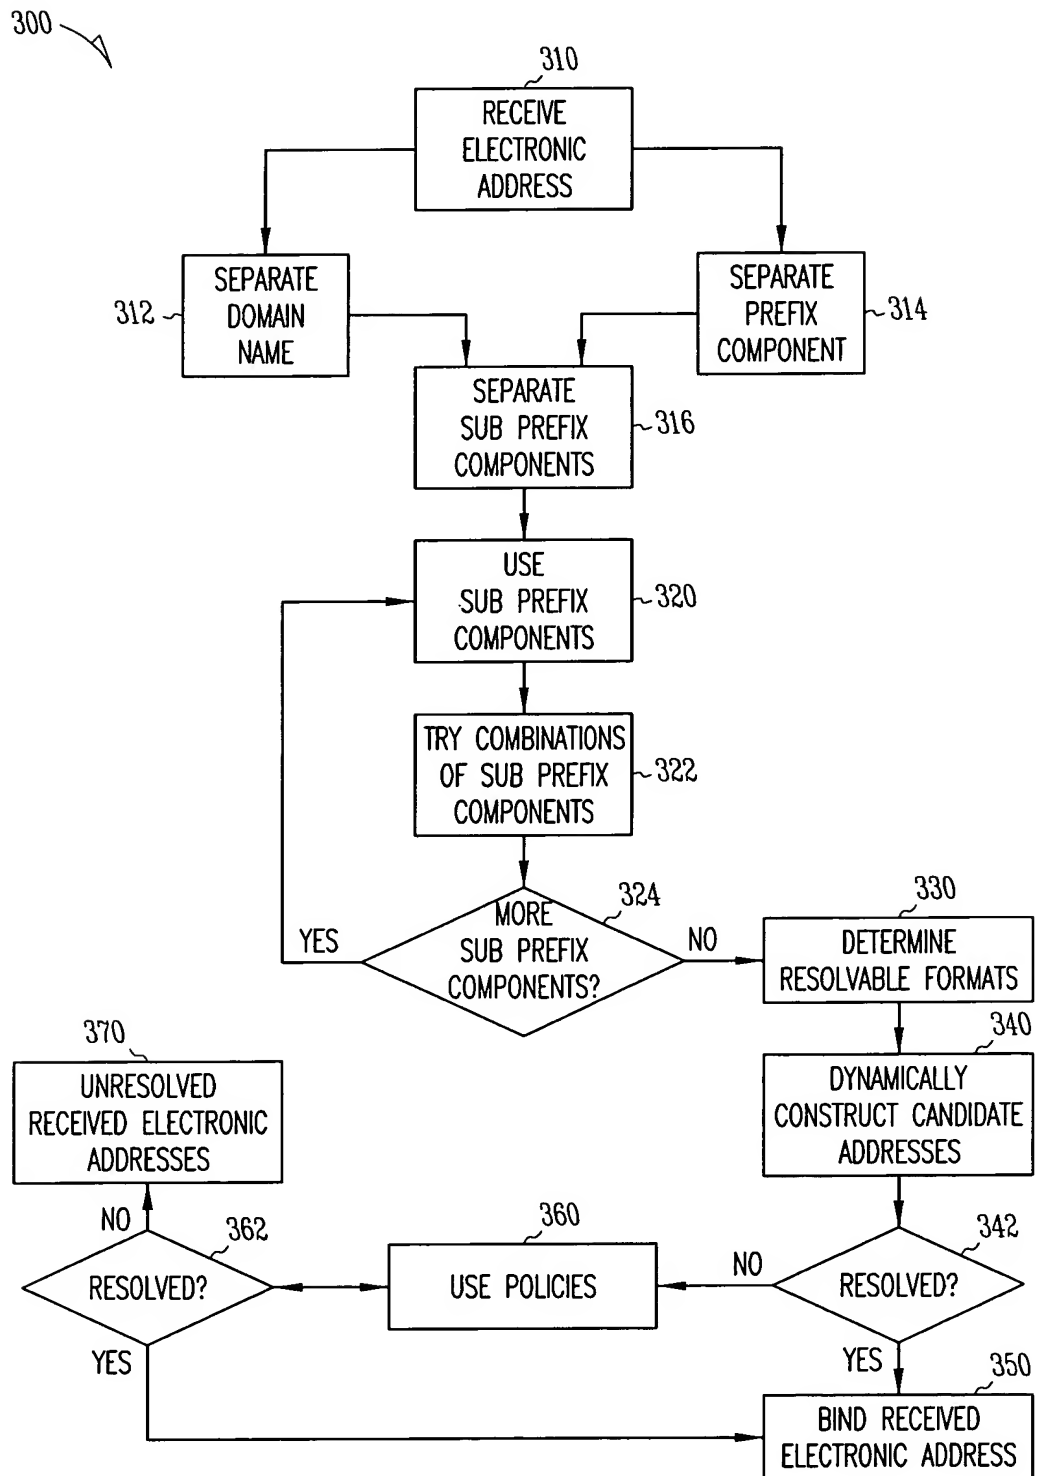 300
310
RECEIVE
ELECTRONIC
ADDRESS
SEPARATE
DOMAIN
NAME
312
SEPARATE
PREFIX
COMPONENT
314
SEPARATE
SUB PREFIX
COMPONENTS
316
USE
SUB PREFIX
COMPONENTS
320
TRY COMBINATIONS
OF SUB PREFIX
COMPONENTS
322
MORE
SUB PREFIX
COMPONENTS?
324
YES
NO
330
DETERMINE
RESOLVABLE FORMATS
340
DYNAMICALLY
CONSTRUCT CANDIDATE
ADDRESSES
370
UNRESOLVED
RECEIVED ELECTRONIC
ADDRESSES
NO
362
RESOLVED?
YES
360
USE POLICIES
NO
342
RESOLVED?
YES
350
BIND RECEIVED
ELECTRONIC ADDRESS